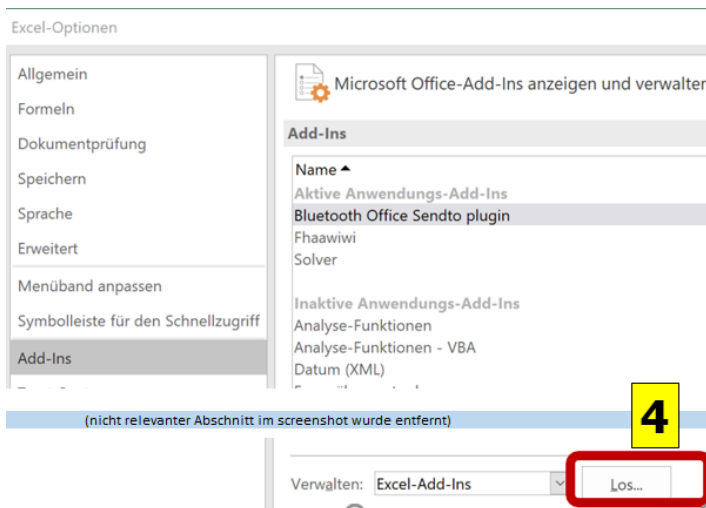 Excel-Optionen
Allgemein
Formeln
Dokumentprüfung
Speichern
Sprache
Erweitert
Menüband anpassen
Symbolleiste für den Schnellzugriff
Add-Ins
Microsoft Office-Add-Ins anzeigen und verwalten
Add-Ins
Name
Aktive Anwendungs-Add-Ins
Bluetooth Office Sendto plugin
Fhaawiwi
Solver
Inaktive Anwendungs-Add-Ins
Analyse-Funktionen
Analyse-Funktionen - VBA
Datum (XML)
(nicht relevanter Abschnitt im screenshot wurde entfernt)
4
Verwalten: Excel-Add-Ins Los...